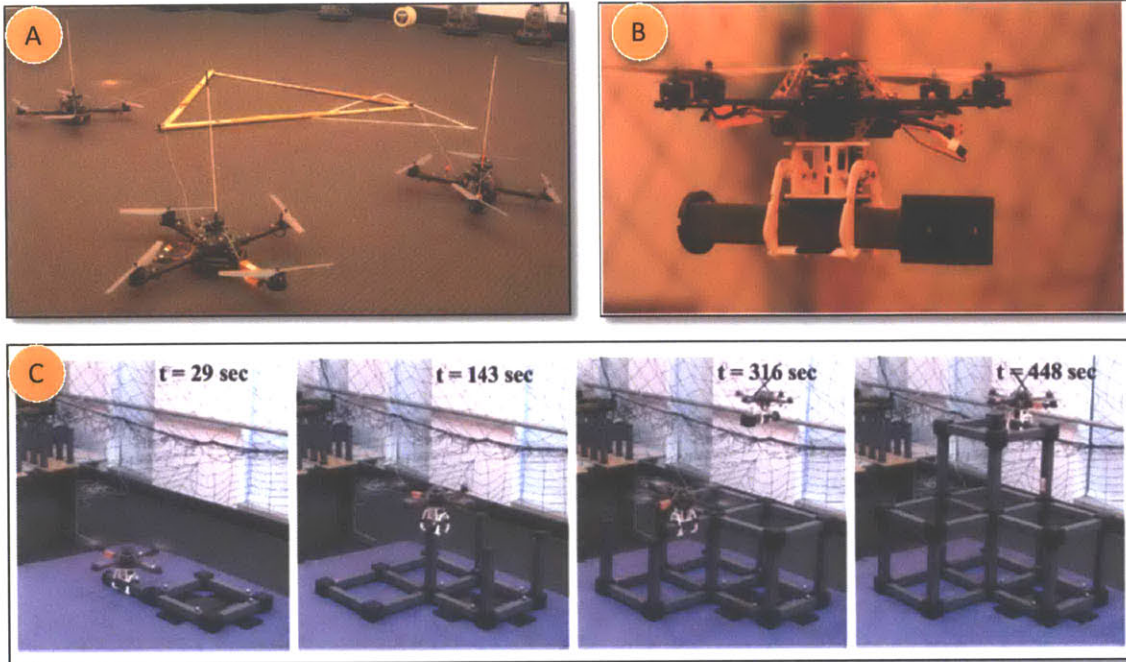 A
B
C
t = 29 sec
t = 143 sec
t = 316 sec
t = 448 sec